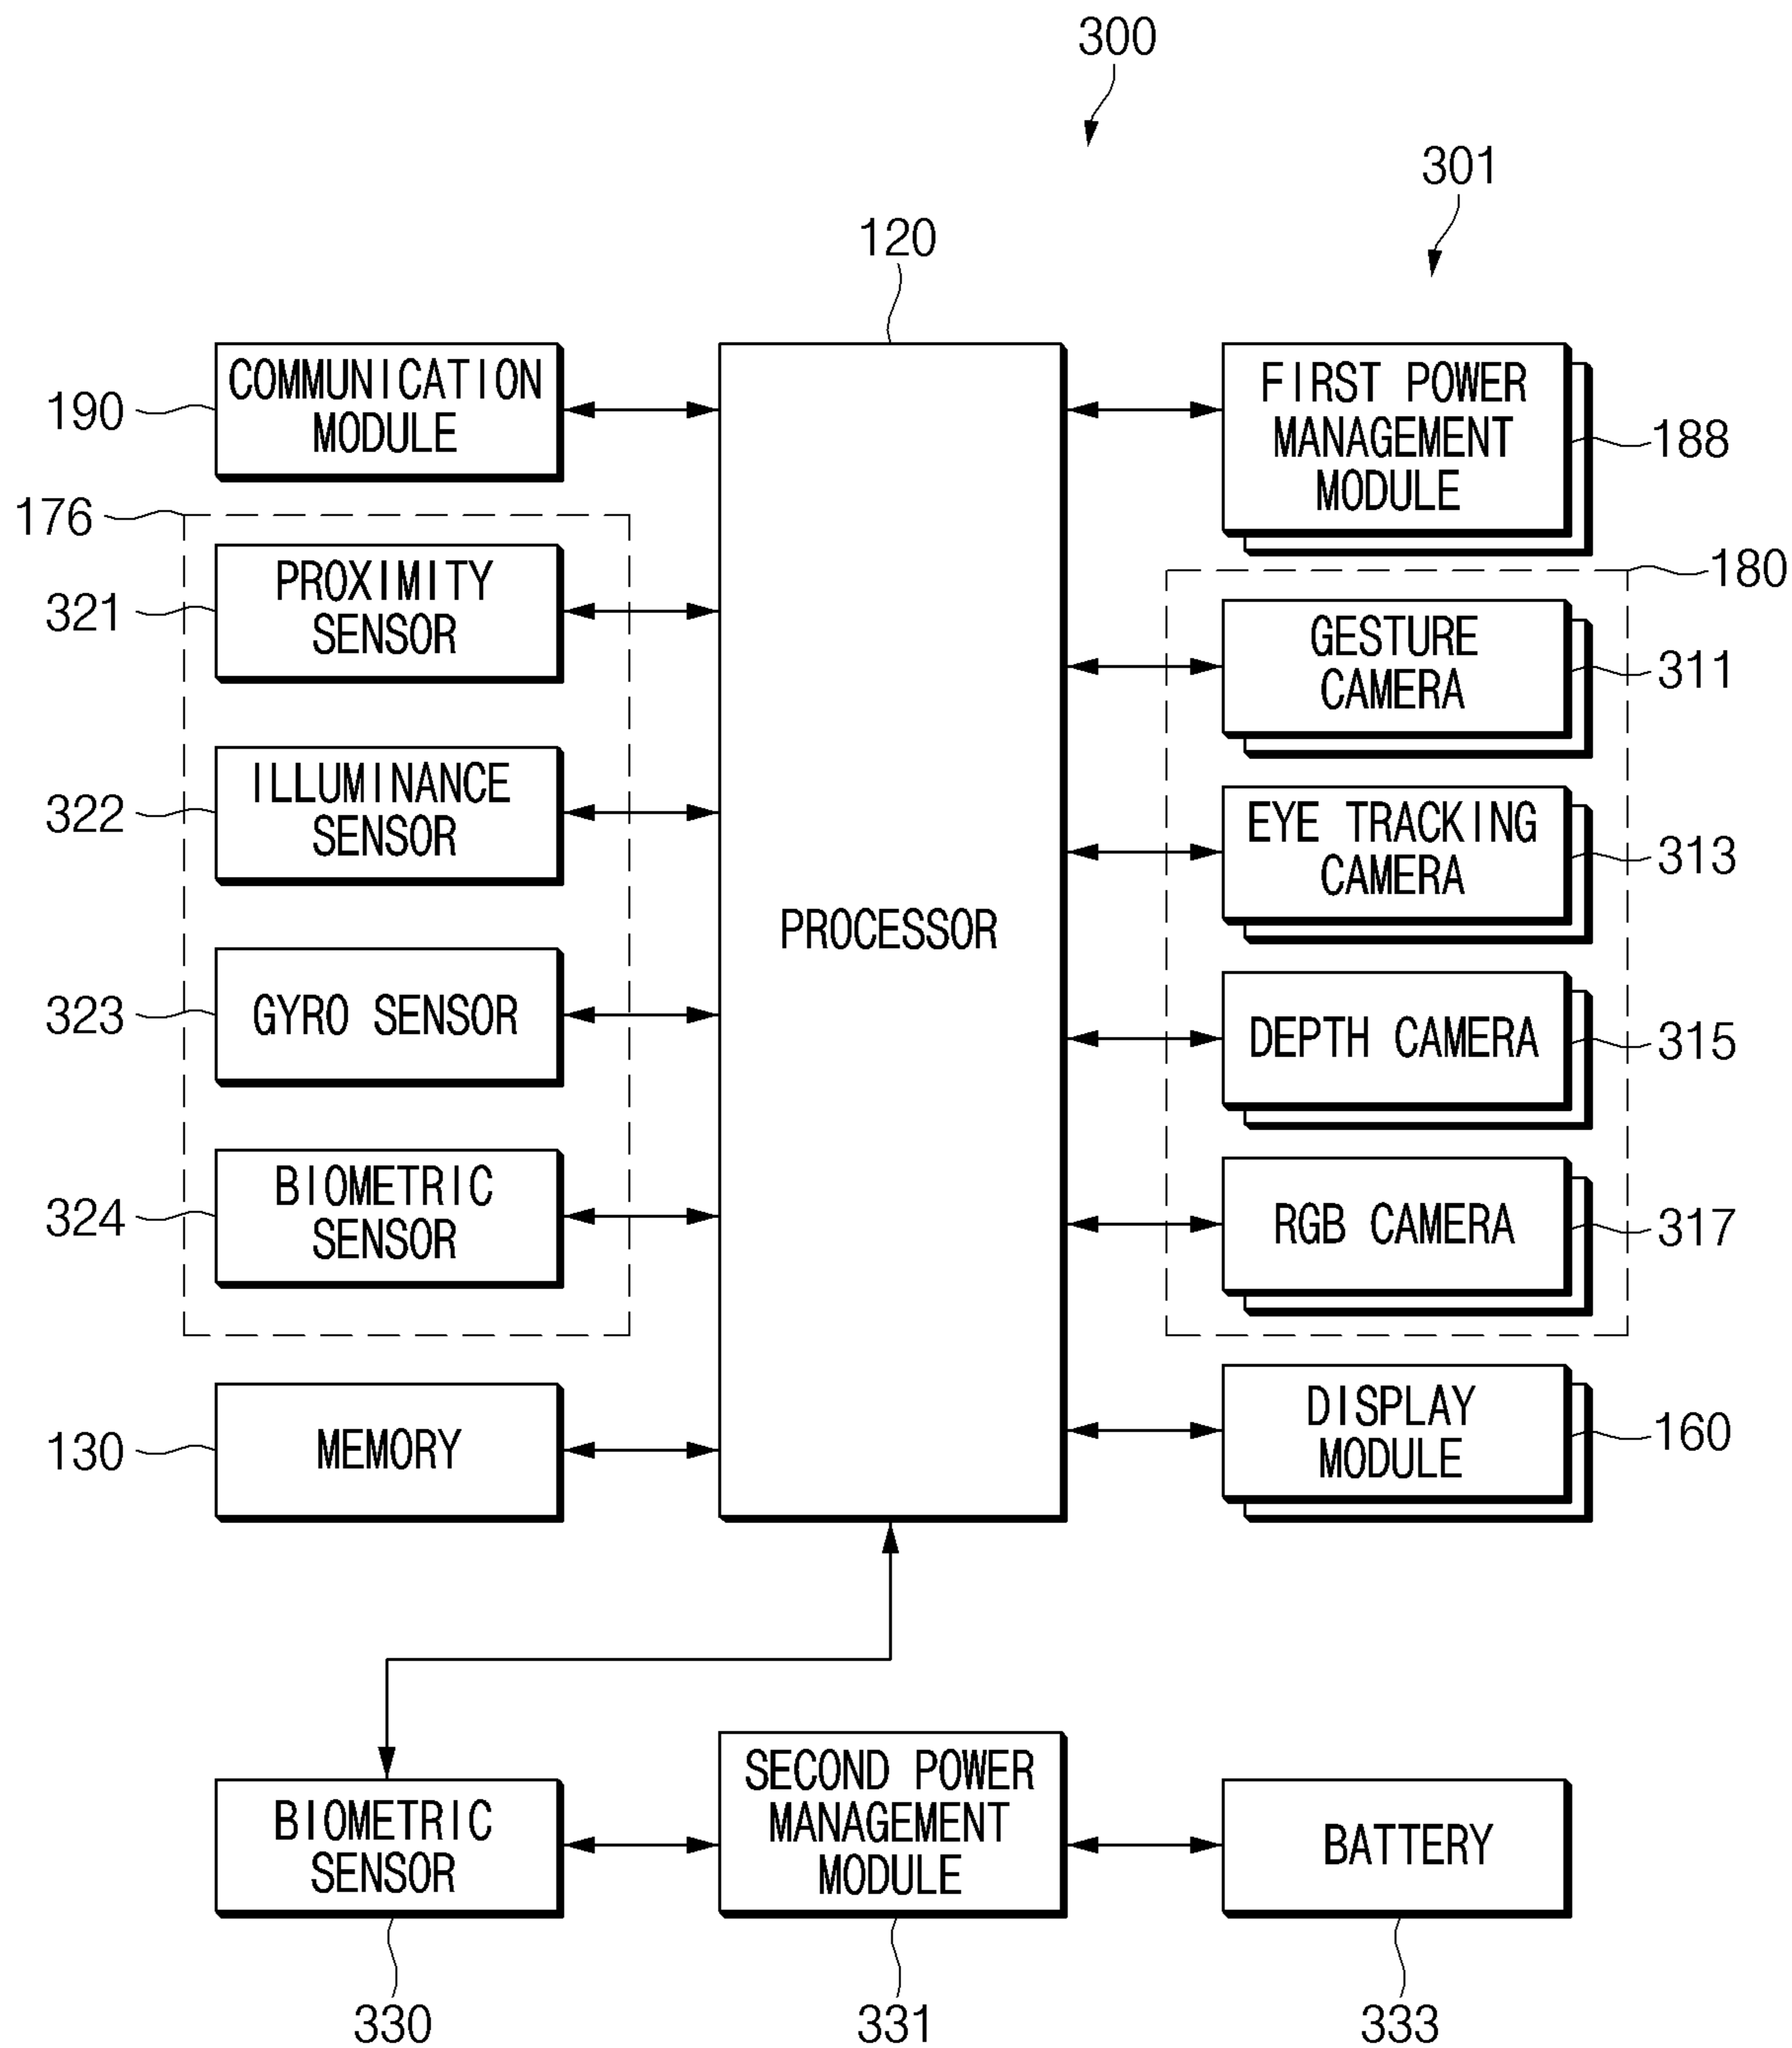 300
301
120
COMMUNICATION
MODULE
190
FIRST POWER
MANAGEMENT
MODULE
188
176
PROXIMITY
SENSOR
321
180
GESTURE
CAMERA
311
ILLUMINANCE
SENSOR
322
EYE TRACKING
CAMERA
313
PROCESSOR
GYRO SENSOR
323
DEPTH CAMERA
315
BIOMETRIC
SENSOR
324
RGB CAMERA
317
MEMORY
130
DISPLAY
MODULE
160
BIOMETRIC
SENSOR
330
SECOND POWER
MANAGEMENT
MODULE
331
BATTERY
333